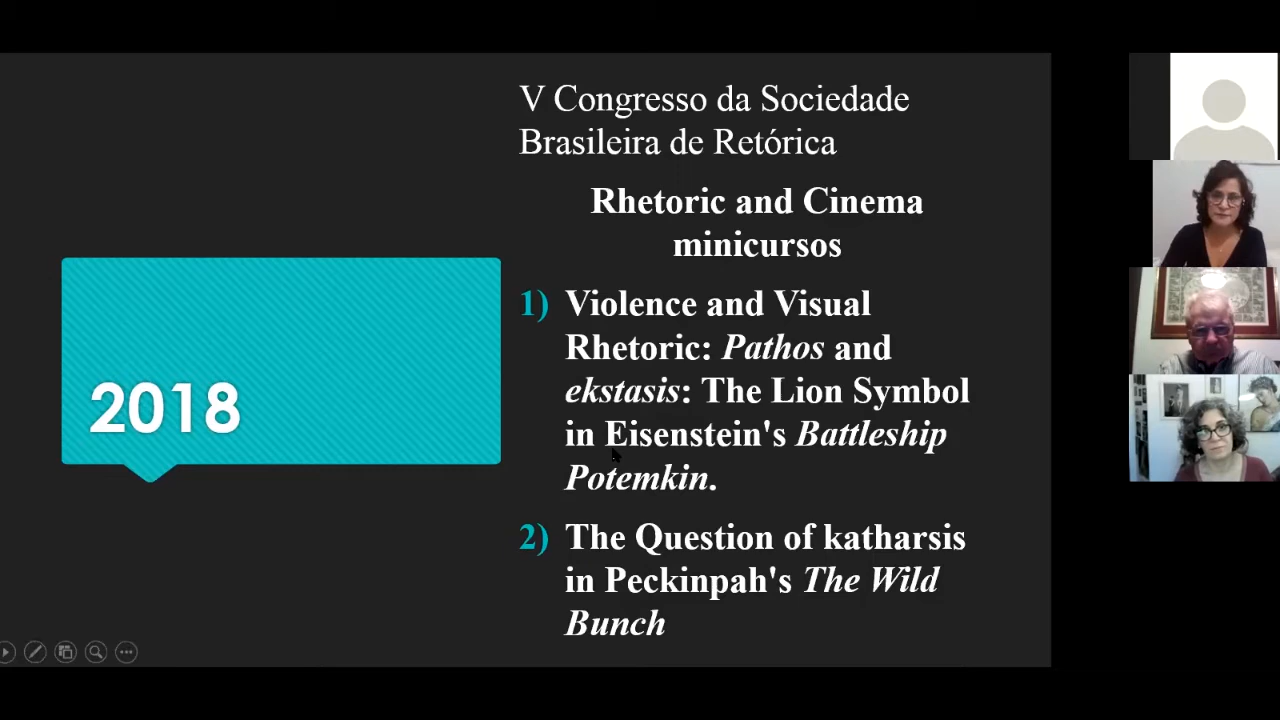 V Congresso da Sociedade
Brasileira de Retórica
Rhetoric and Cinema
minicursos
1) Violence and Visual
Rhetoric: Pathos and
ekstasis: The Lion Symbol
in Eisenstein's Battleship
Potemkin.
2) The Question of katharsis
in Peckinpah's The Wild
Bunch
2018